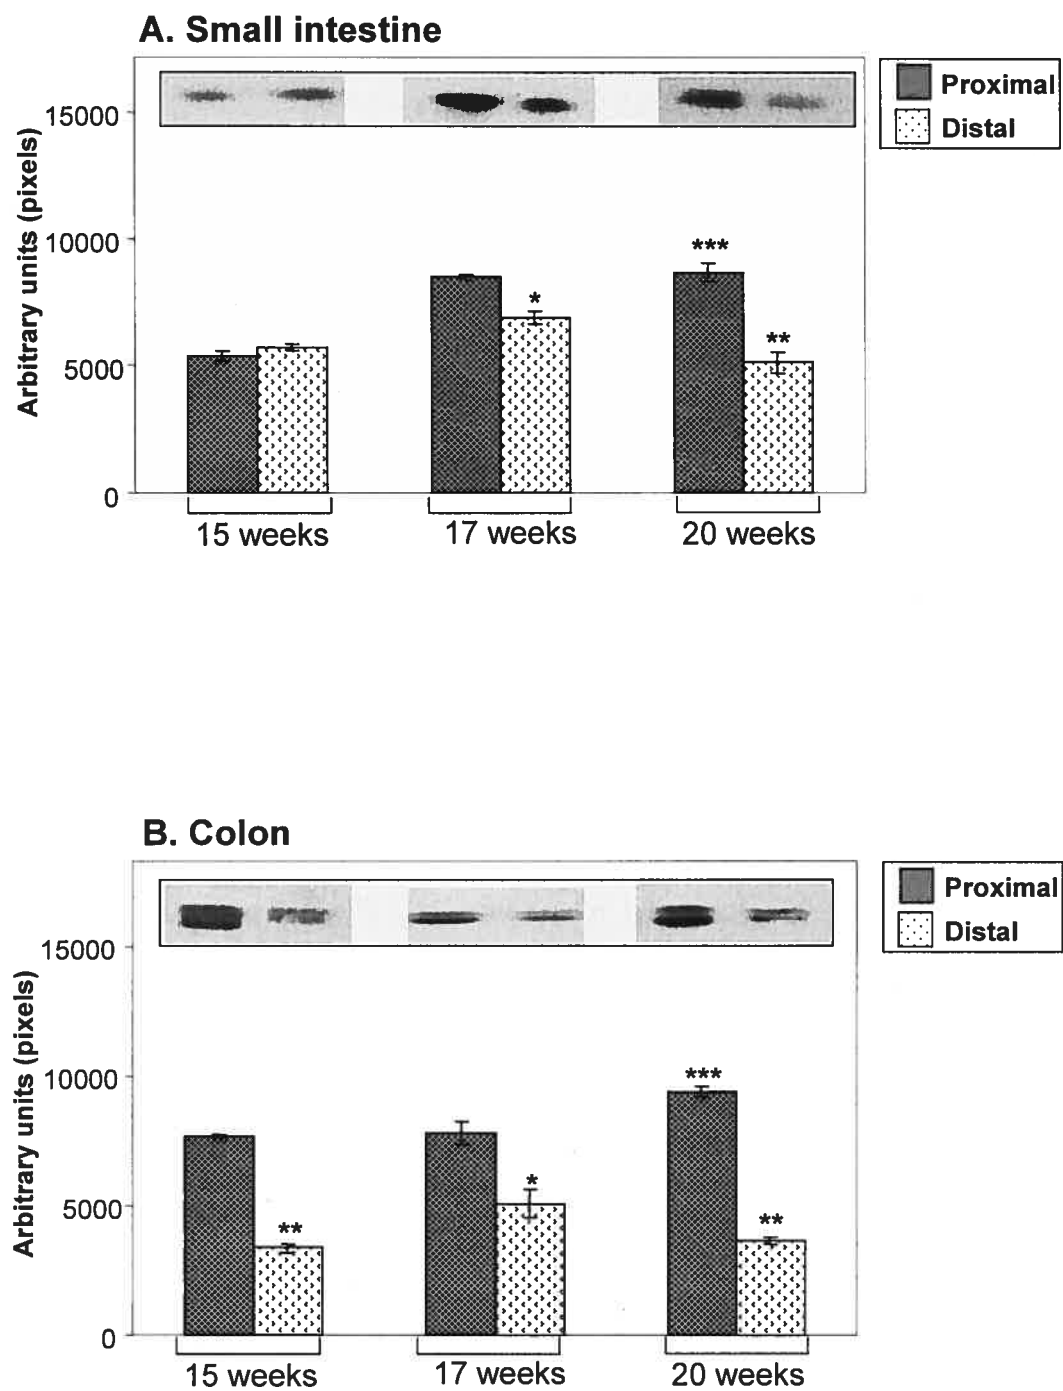 A. Small intestine
Proximal
Distal
Arbitrary units (pixels)
15000
10000
5000
0
***
*
**
15 weeks
17 weeks
20 weeks
B. Colon
Proximal
Distal
Arbitrary units (pixels)
15000
10000
5000
0
***
*
**
**
15 weeks
17 weeks
20 weeks